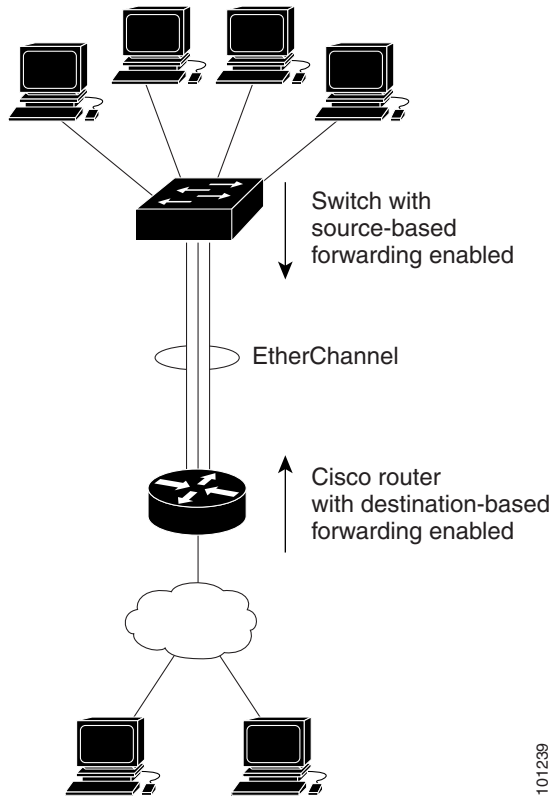 Switch with
source-based
forwarding enabled
EtherChannel
Cisco router
with destination-based
forwarding enabled
101239